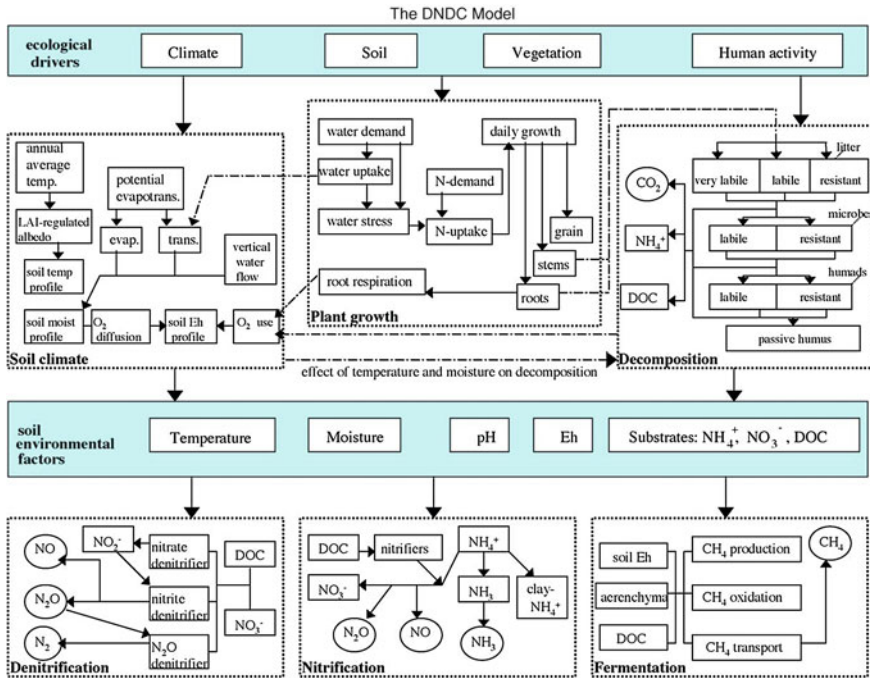 The DNDC Model
ecological
drivers
Climate
Soil
Vegetation
Human activity
annual
average
temp.
potential
evapotrans.
LAI-regulated
albedo
evap.
trans.
vertical
water
flow
soil temp
profile
soil moist
profile
O₂
diffusion
soil Eh
profile
O₂ use
Soil climate
water demand
daily growth
water uptake
N-demand
water stress
N-uptake
grain
stems
root respiration
roots
Plant growth
litter
CO₂
very labile
labile
resistant
microbes
NH₄⁺
labile
resistant
humads
DOC
labile
resistant
passive humus
Decomposition
effect of temperature and moisture on decomposition
soil
environmental
factors
Temperature
Moisture
pH
Eh
Substrates: NH₄⁺, NO₃⁻, DOC
NO
NO₂⁻
nitrate
denitrifier
DOC
N₂O
nitrite
denitrifier
NO₃⁻
N₂
N₂O
denitrifier
Denitrification
DOC
nitrifiers
NH₄⁺
NO₃⁻
NH₃
clay-
NH₄⁺
N₂O
NO
NH₃
Nitrification
soil Eh
CH₄ production
CH₄
aerenchyma
CH₄ oxidation
DOC
CH₄ transport
Fermentation